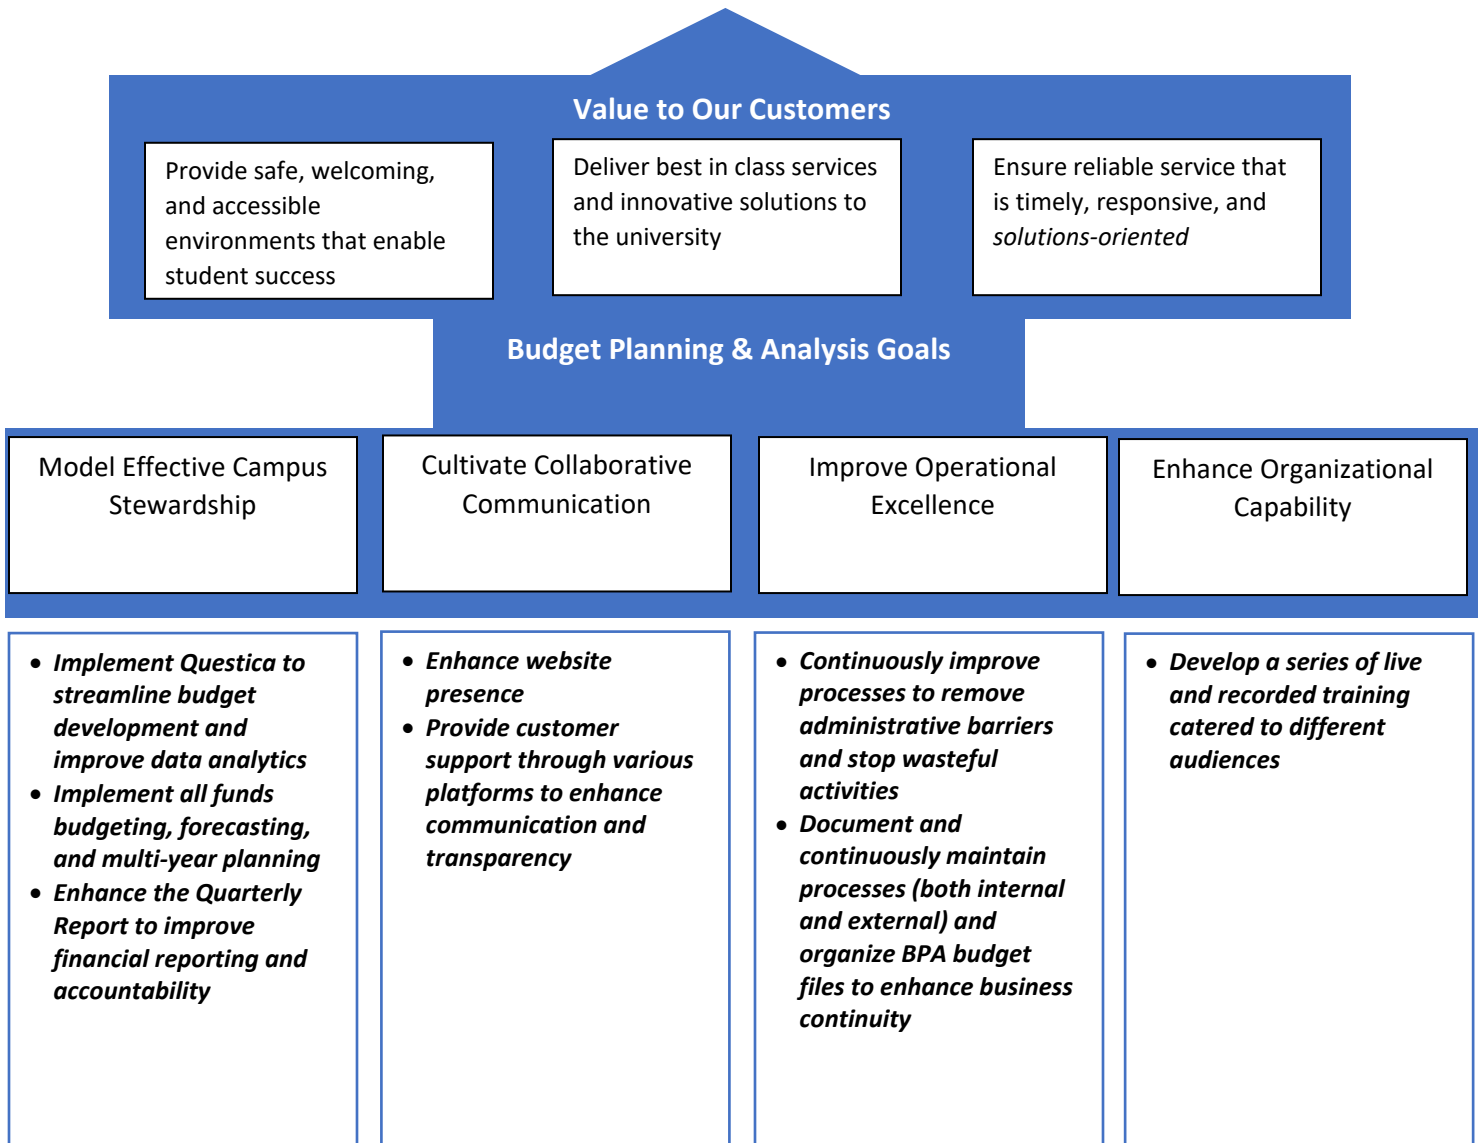 Value to Our Customers
Provide safe, welcoming,
and accessible
environments that enable
student success
Deliver best in class services
and innovative solutions to
the university
Ensure reliable service that
is timely, responsive, and
solutions-oriented
Budget Planning & Analysis Goals
Model Effective Campus
Stewardship
Cultivate Collaborative
Communication
Improve Operational
Excellence
Enhance Organizational
Capability
• Implement Questica to
streamline budget
development and
improve data analytics
• Implement all funds
budgeting, forecasting,
and multi-year planning
• Enhance the Quarterly
Report to improve
financial reporting and
accountability
• Enhance website
presence
• Provide customer
support through various
platforms to enhance
communication and
transparency
• Continuously improve
processes to remove
administrative barriers
and stop wasteful
activities
• Document and
continuously maintain
processes (both internal
and external) and
organize BPA budget
files to enhance business
continuity
• Develop a series of live
and recorded training
catered to different
audiences